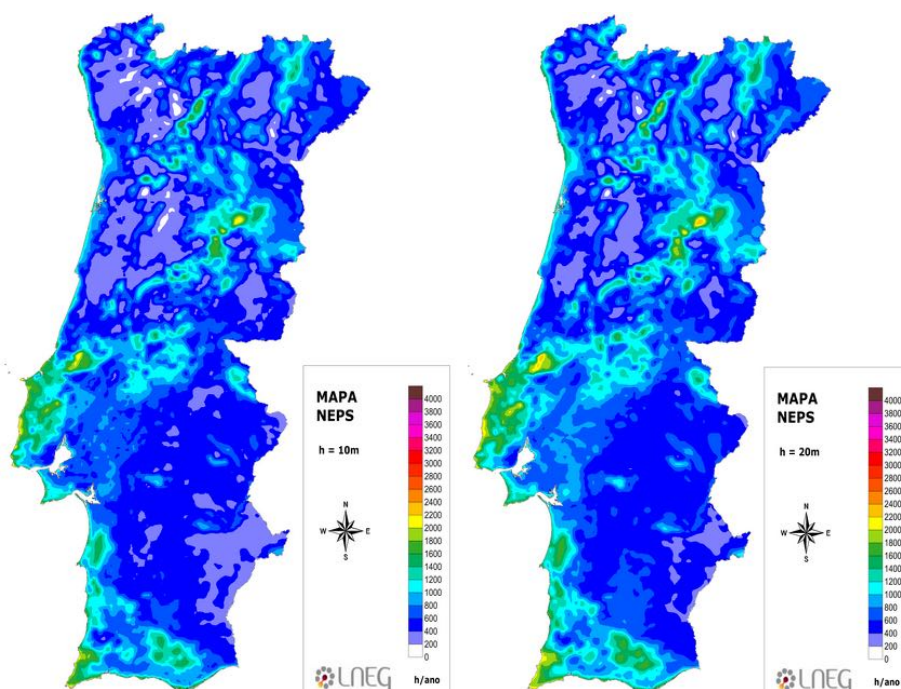 MAPA
NEPS
h = 10m
4000
3800
3600
3400
3200
3000
2800
2600
2400
2200
2000
1800
1600
1400
1200
1000
800
600
400
200
0
N
W E
S
LNEG
h/ano
MAPA
NEPS
h = 20m
4000
3800
3600
3400
3200
3000
2800
2600
2400
2200
2000
1800
1600
1400
1200
1000
800
600
400
200
0
N
W E
S
LNEG
h/ano